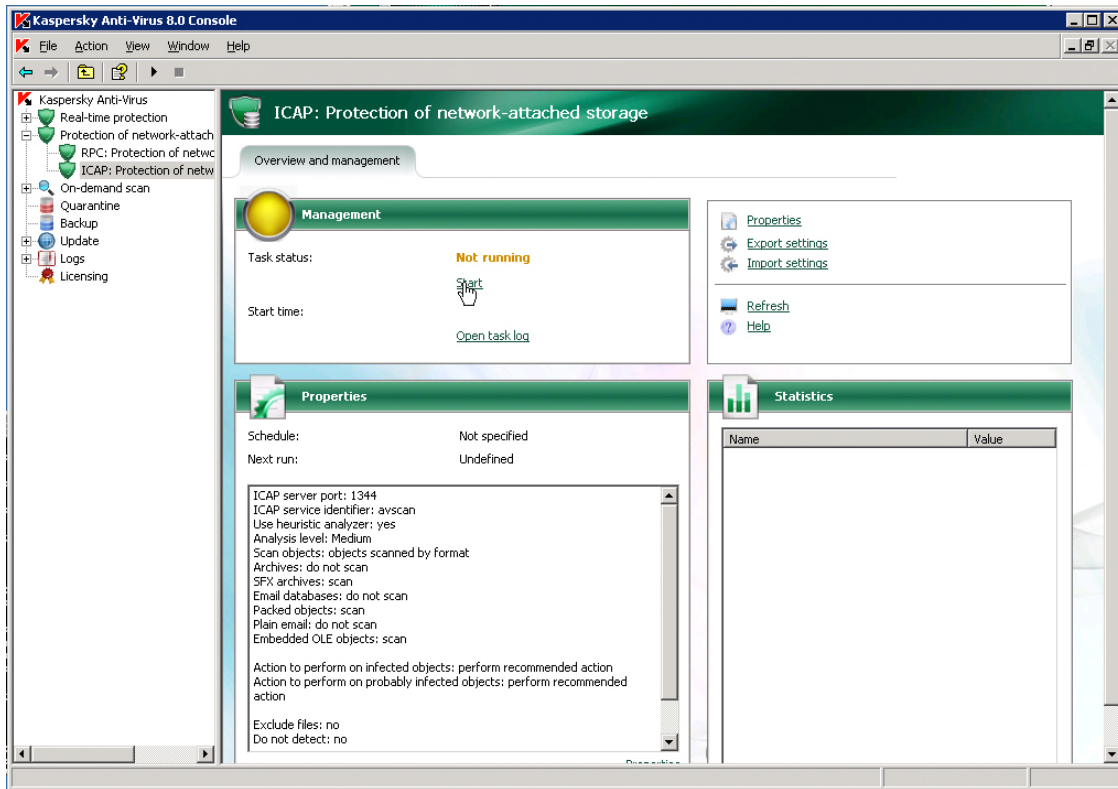 Kaspersky Anti-Virus 8.0 Console
File Action View Window Help
Kaspersky Anti-Virus
Real-time protection
Protection of network-attach
RPC: Protection of netwc
ICAP: Protection of netw
On-demand scan
Quarantine
Backup
Update
Logs
Licensing
ICAP: Protection of network-attached storage
Overview and management
Management
Task status: Not running
Start
Start time:
Open task log
Properties
Export settings
Import settings
Refresh
Help
Properties
Schedule: Not specified
Next run: Undefined
ICAP server port: 1344
ICAP service identifier: avscan
Use heuristic analyzer: yes
Analysis level: Medium
Scan objects: objects scanned by format
Archives: do not scan
SFX archives: scan
Email databases: do not scan
Packed objects: scan
Plain email: do not scan
Embedded OLE objects: scan
Action to perform on infected objects: perform recommended action
Action to perform on probably infected objects: perform recommended
action
Exclude files: no
Do not detect: no
Statistics
Name Value